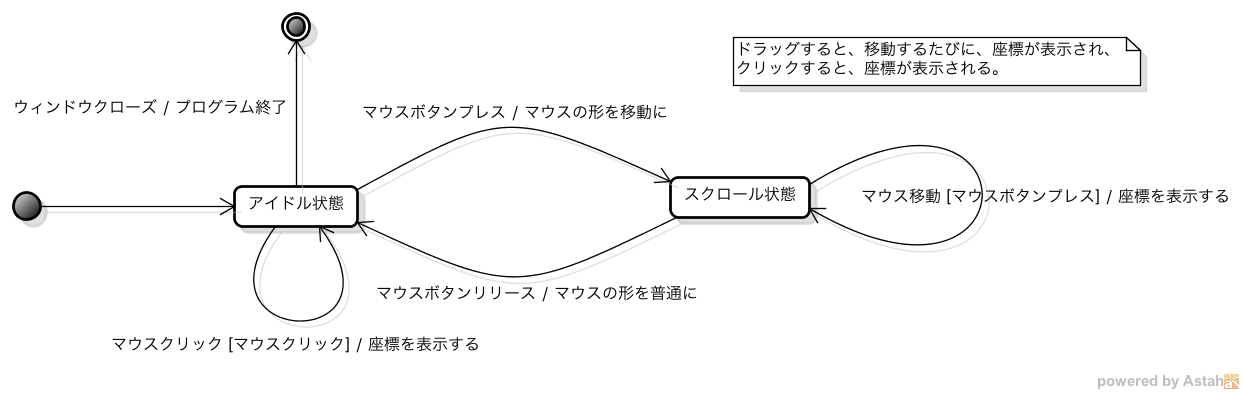 ドラッグすると、移動するたびに、座標が表示され、
クリックすると、座標が表示される。
ウィンドウクローズ / プログラム終了
マウスボタンプレス / マウスの形を移動に
アイドル状態
スクロール状態
マウス移動 [マウスボタンプレス] / 座標を表示する
マウスボタンリリース / マウスの形を普通に
マウスクリック [マウスクリック] / 座標を表示する
powered by Astah